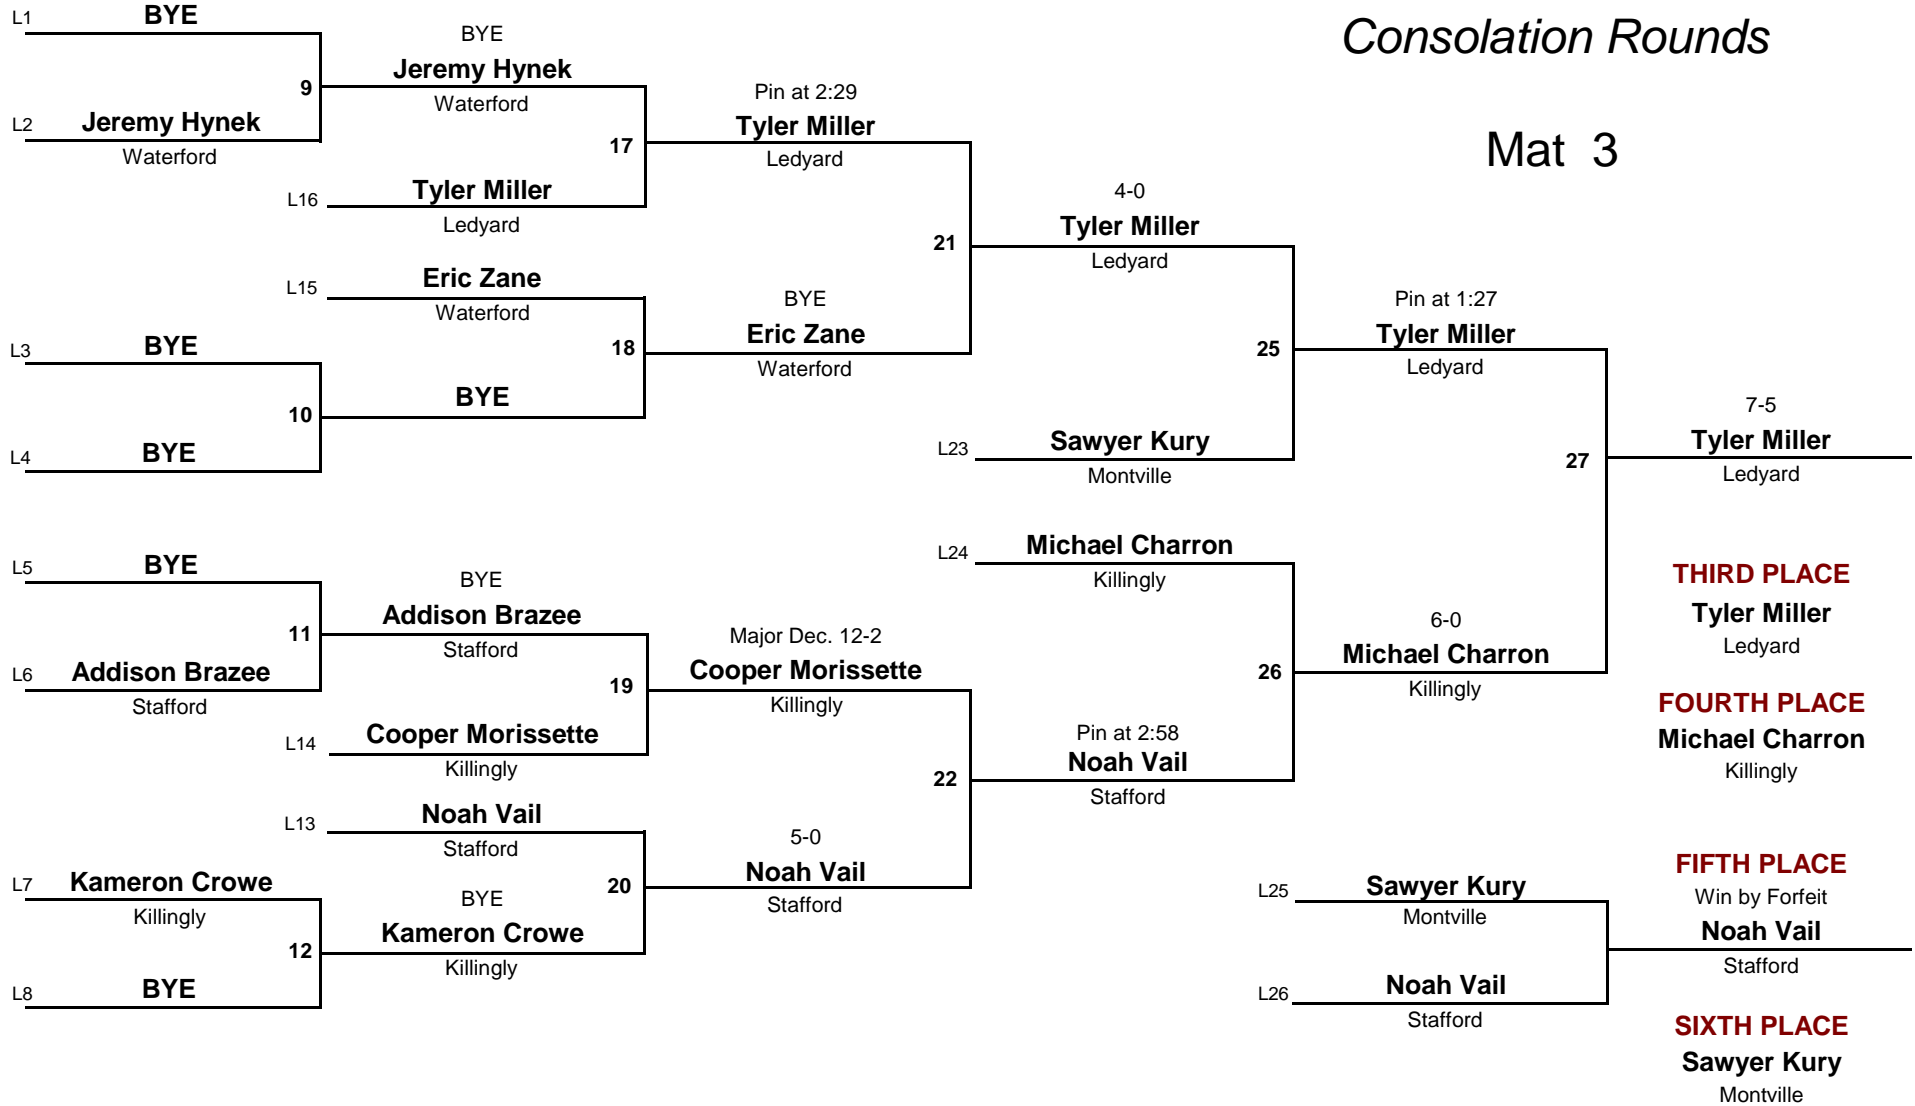 Consolation Rounds
Mat 3
L1
BYE
L2
Jeremy Hynek
Waterford
9
BYE
Jeremy Hynek
Waterford
L16
Tyler Miller
Ledyard
17
Pin at 2:29
Tyler Miller
Ledyard
L15
Eric Zane
Waterford
L3
BYE
L4
BYE
10
BYE
18
BYE
Eric Zane
Waterford
21
4-0
Tyler Miller
Ledyard
L23
Sawyer Kury
Montville
25
Pin at 1:27
Tyler Miller
Ledyard
L5
BYE
L6
Addison Brazee
Stafford
11
BYE
Addison Brazee
Stafford
L14
Cooper Morissette
Killingly
19
Major Dec. 12-2
Cooper Morissette
Killingly
L13
Noah Vail
Stafford
L7
Kameron Crowe
Killingly
L8
BYE
12
BYE
Kameron Crowe
Killingly
20
5-0
Noah Vail
Stafford
22
Pin at 2:58
Noah Vail
Stafford
L24
Michael Charron
Killingly
26
6-0
Michael Charron
Killingly
27
7-5
Tyler Miller
Ledyard
THIRD PLACE
Tyler Miller
Ledyard
FOURTH PLACE
Michael Charron
Killingly
L25
Sawyer Kury
Montville
L26
Noah Vail
Stafford
FIFTH PLACE
Win by Forfeit
Noah Vail
Stafford
SIXTH PLACE
Sawyer Kury
Montville